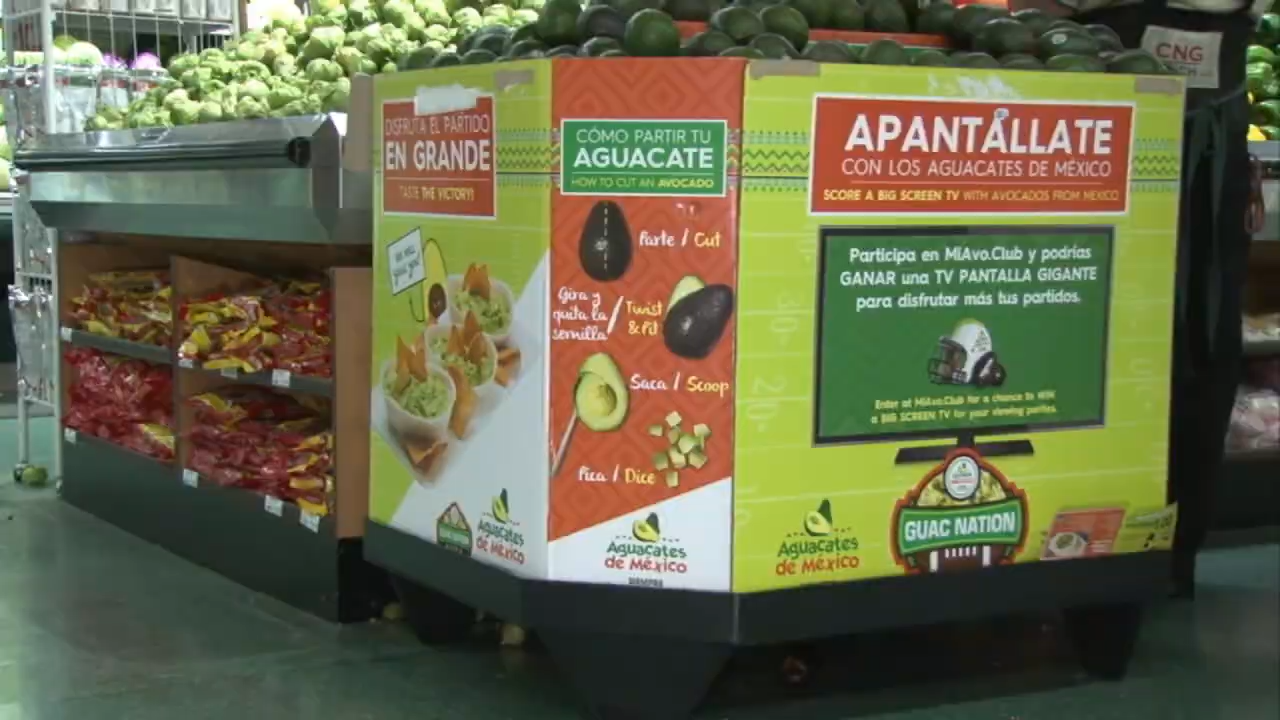 DISFRUTA EL PARTIDO
EN GRANDE
TASTE THE VICTORY!
CÓMO PARTIR TU
AGUACATE
HOW TO CUT AN AVOCADO
Parte / Cut
Gira y
quita la
semilla / Twist
& Pit
Saca / Scoop
Pica / Dice
Aguacates
de México
Aguacates
de México
SIEMPRE
APANTÁLLATE
CON LOS AGUACATES DE MÉXICO
SCORE A BIG SCREEN TV WITH AVOCADOS FROM MEXICO
Participa en MiAvo.Club y podrías
GANAR una TV PANTALLA GIGANTE
para disfrutar más tus partidos.
Enter at MiAvo.Club for a chance to WIN
a BIG SCREEN TV for your viewing parties.
Aguacates
de México
GUAC NATION
CNG